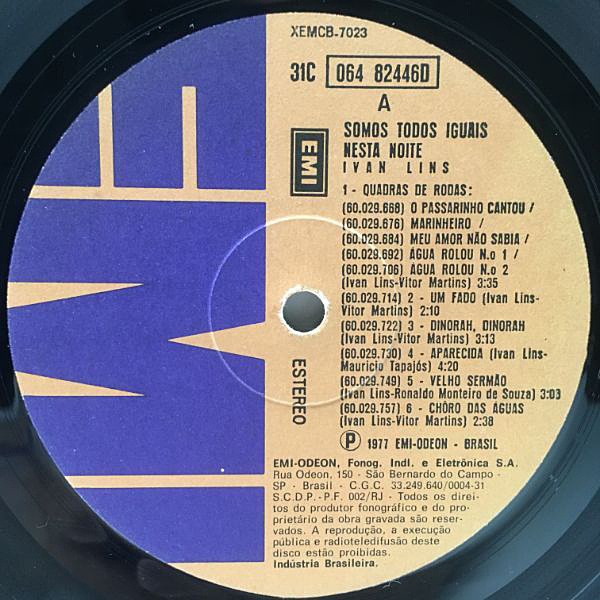 XEMCB-7023
31C 064 82446D
A
EMI
SOMOS TODOS IGUAIS
NESTA NOITE
IVAN LINS
1 - QUADRAS DE RODAS:
(60.029.668) O PASSARINHO CANTOU /
(60.029.676) MARINHEIRO /
(60.029.684) MEU AMOR NÃO SABIA /
(60.029.692) ÁGUA ROLOU N.o 1 /
(60.029.706) ÁGUA ROLOU N.o 2
(Ivan Lins-Vitor Martins) 3:35
(60.029.714) 2 - UM FADO (Ivan Lins-
Vitor Martins) 2:10
(60.029.722) 3 - DINORAH, DINORAH
(Ivan Lins-Vitor Martins) 3:13
(60.029.730) 4 - APARECIDA (Ivan Lins-
Mauricio Tapajós) 4:20
(60.029.749) 5 - VELHO SERMÃO
(Ivan Lins-Ronaldo Monteiro de Souza) 3:03
(60.029.757) 6 - CHÔRO DAS ÁGUAS
(Ivan Lins-Vitor Martins) 2:38
ESTEREO
Ⓟ 1977 EMI-ODEON - BRASIL
EMI-ODEON, Fonog. Indl. e Eletrônica S.A.
Rua Odeon, 150 - São Bernardo do Campo -
SP - Brasil - C.G.C. 33.249.640/0004-31
S.C.D.P.-P.F. 002/RJ - Todos os direi-
tos do produtor fonográfico e do pro-
prietário da obra gravada são reser-
vados. A reprodução, a execução
pública e radioteledifusão deste
disco estão proibidas.
Indústria Brasileira.